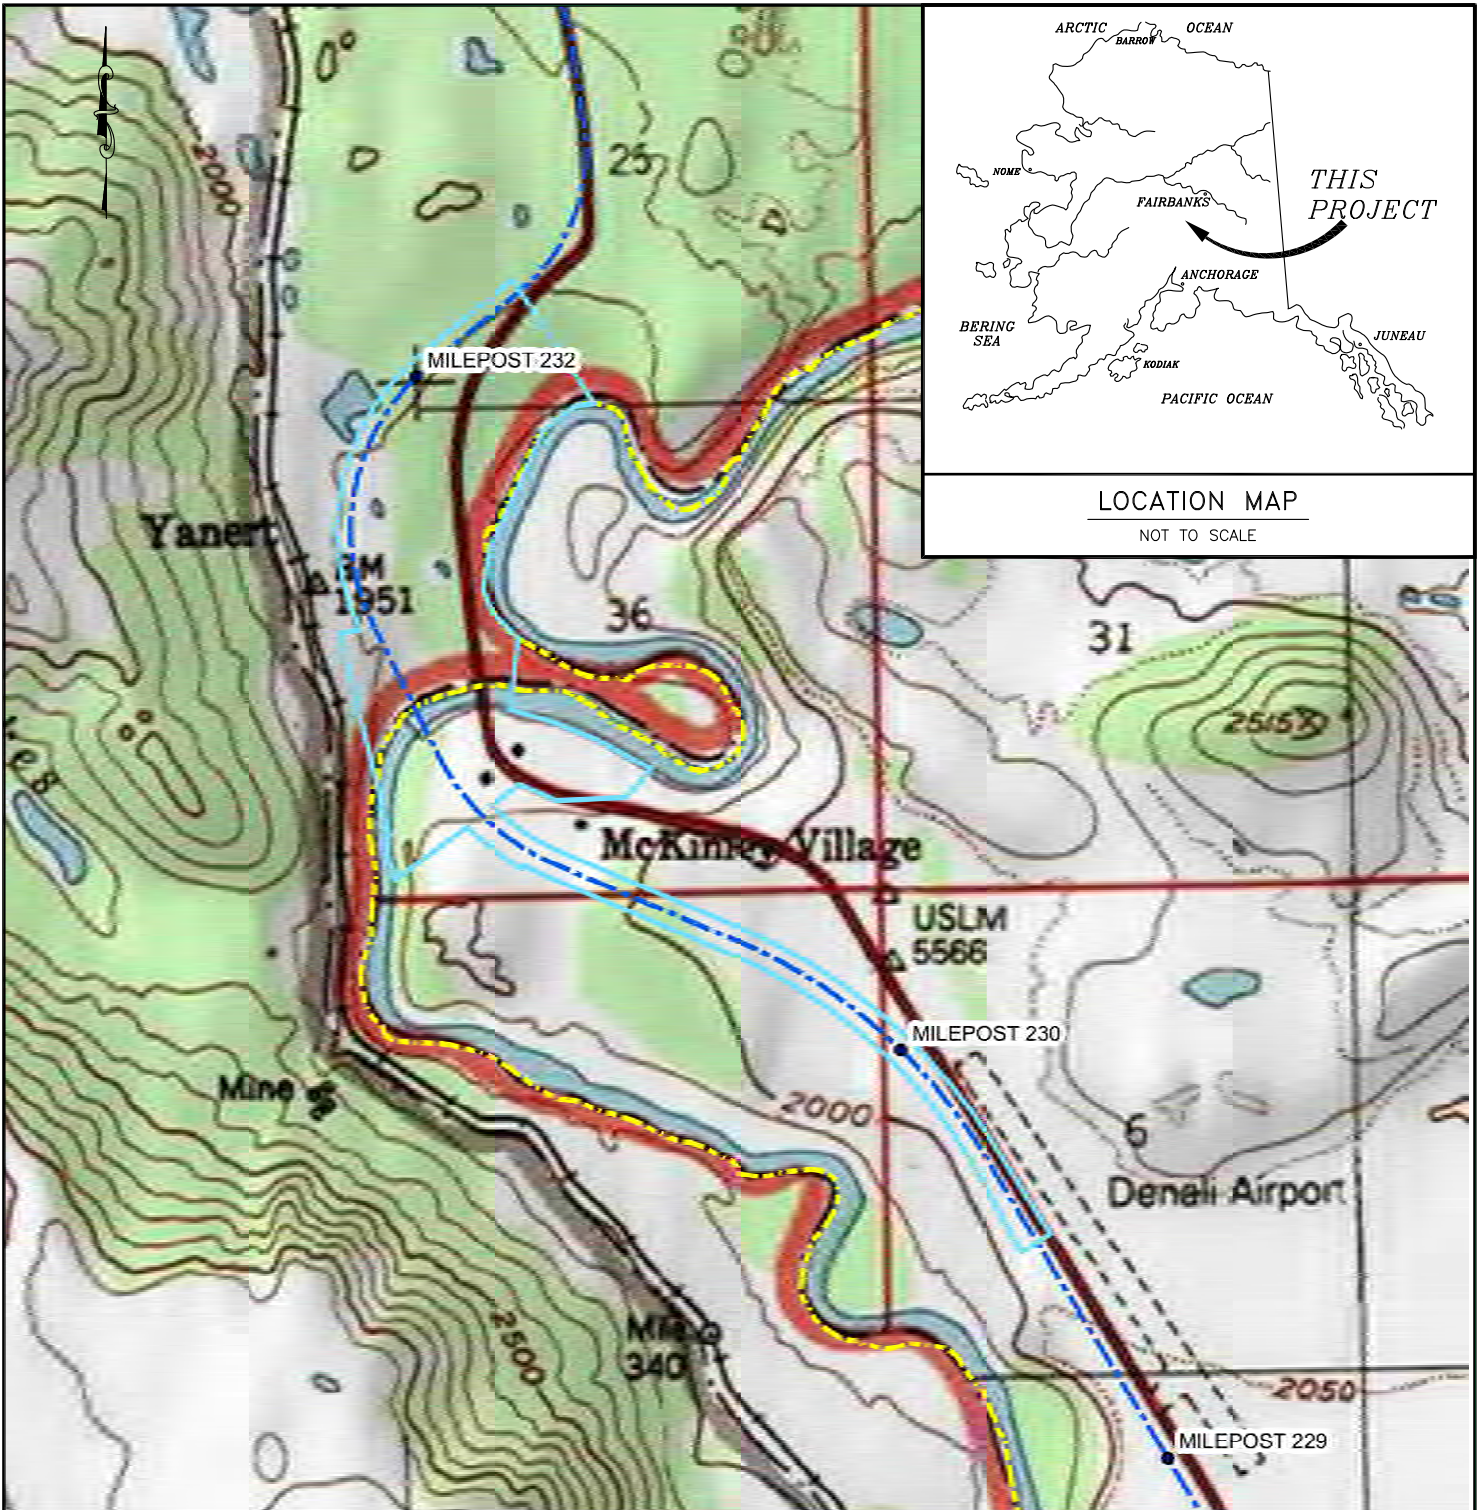 ARCTIC OCEAN
BARROW
NOME
FAIRBANKS
THIS
PROJECT
ANCHORAGE
BERING
SEA
JUNEAU
KODIAK
PACIFIC OCEAN
LOCATION MAP
NOT TO SCALE
2000
25
MILEPOST 232
Yanert
1951
36
31
McKinley Village
USLM
5566
MILEPOST 230
Mine
2000
6
Denali Airport
2500
Mile
340
2050
MILEPOST 229